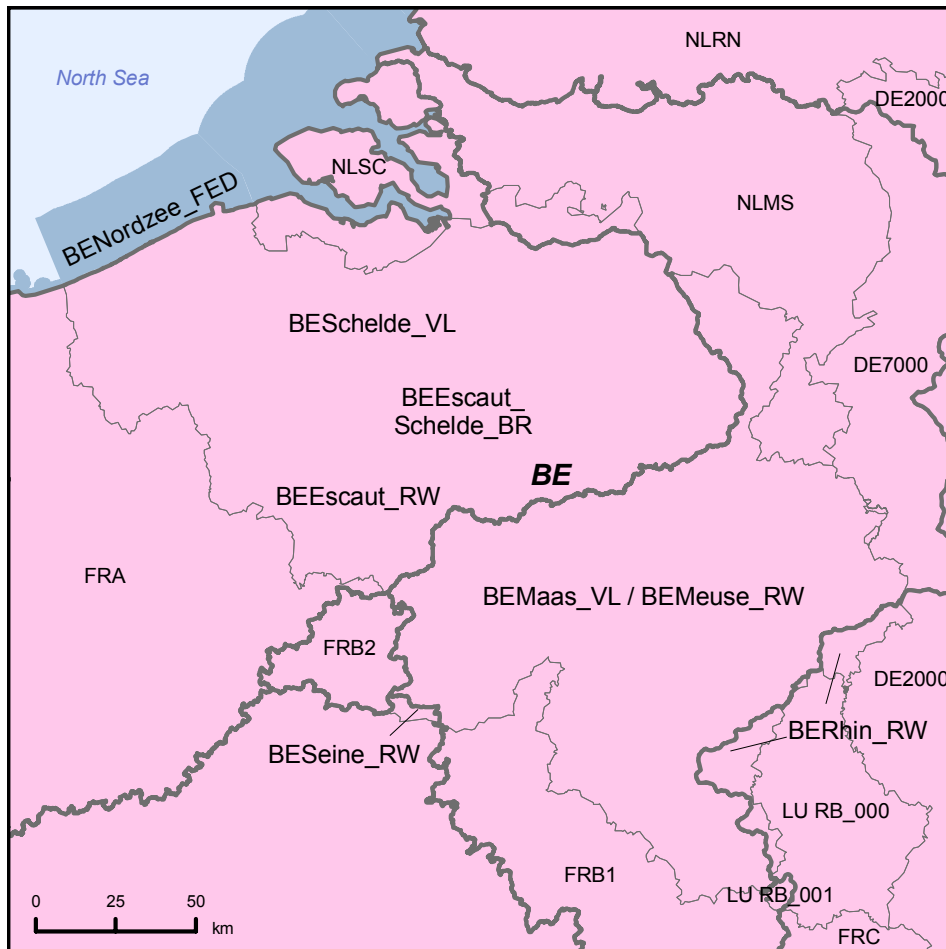 NLRN
North Sea
DE2000
NLSC
NLMS
BENordzee_FED
BESchelde_VL
DE7000
BEEscaut_
Schelde_BR
BE
BEEscaut_RW
FRA
BEMaas_VL / BEMeuse_RW
FRB2
DE2000
BERhin_RW
BESeine_RW
LU RB_000
FRB1
LU RB_001
0 25 50
km
FRC